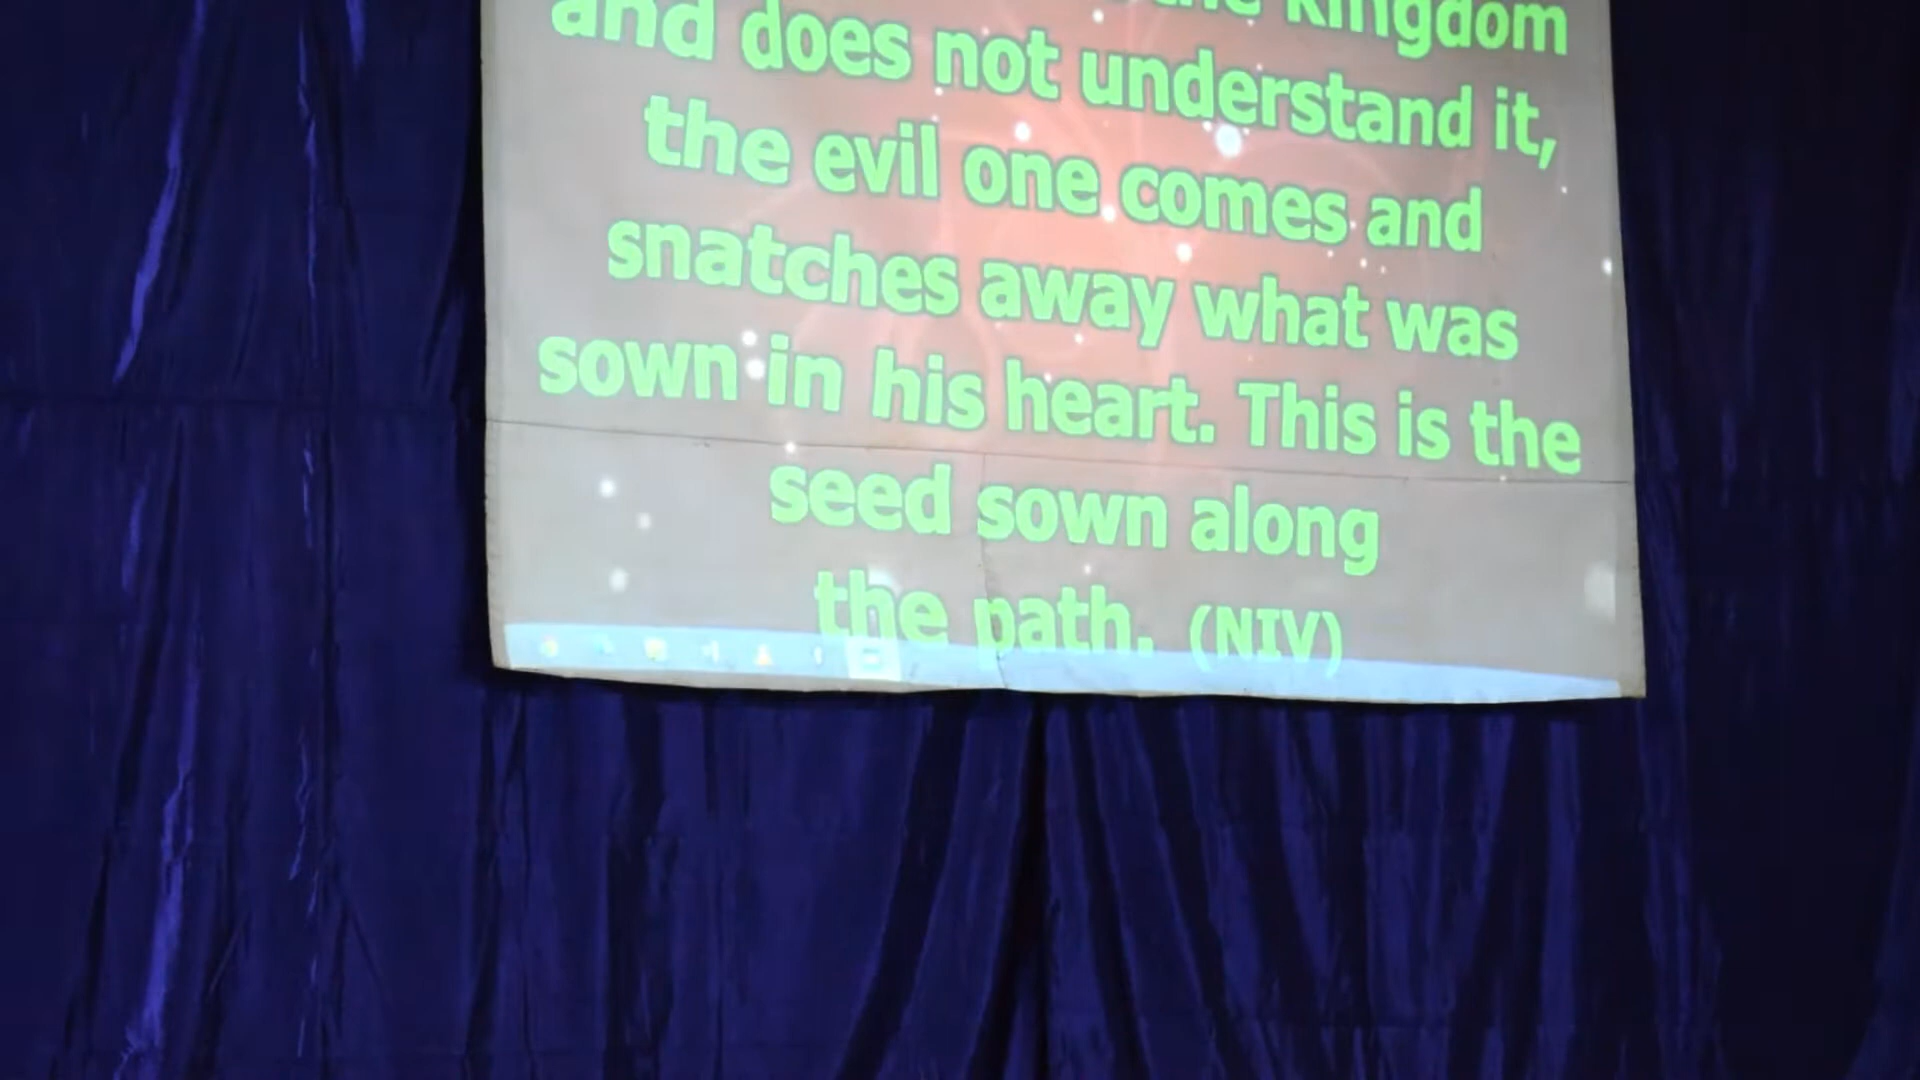 the kingdom
and does not understand it,
the evil one comes and
snatches away what was
sown in his heart. This is the
seed sown along
the path. (NIV)